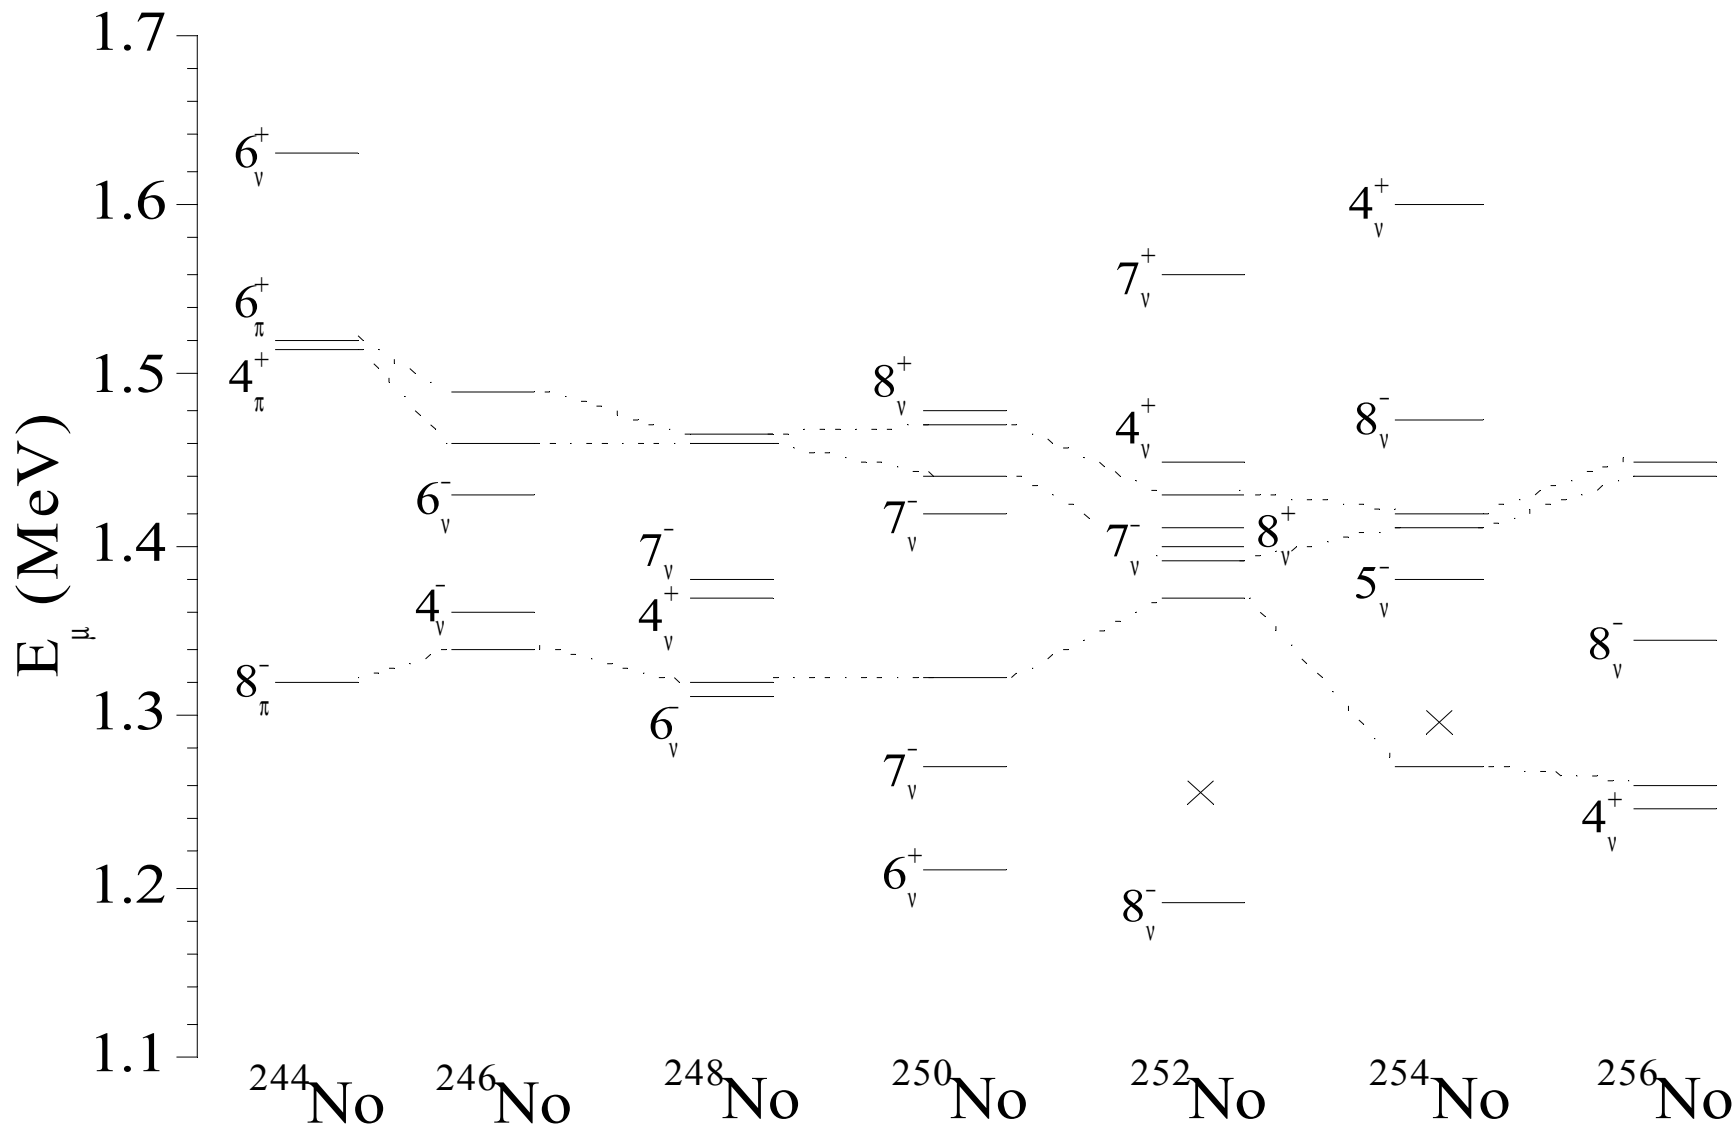 E_μ (MeV)
1.7
1.6
1.5
1.4
1.3
1.2
1.1
6⁺_ν
6⁺_π
4⁺_π
8⁻_π
6⁻_ν
4⁻_ν
7⁻_ν
4⁺_ν
6⁻_ν
8⁺_ν
7⁻_ν
7⁻_ν
6⁺_ν
7⁺_ν
4⁺_ν
7⁻_ν
8⁺_ν
8⁻_ν
4⁺_ν
8⁻_ν
5⁻_ν
8⁻_ν
4⁺_ν
²⁴⁴No ²⁴⁶No ²⁴⁸No ²⁵⁰No ²⁵²No ²⁵⁴No ²⁵⁶No